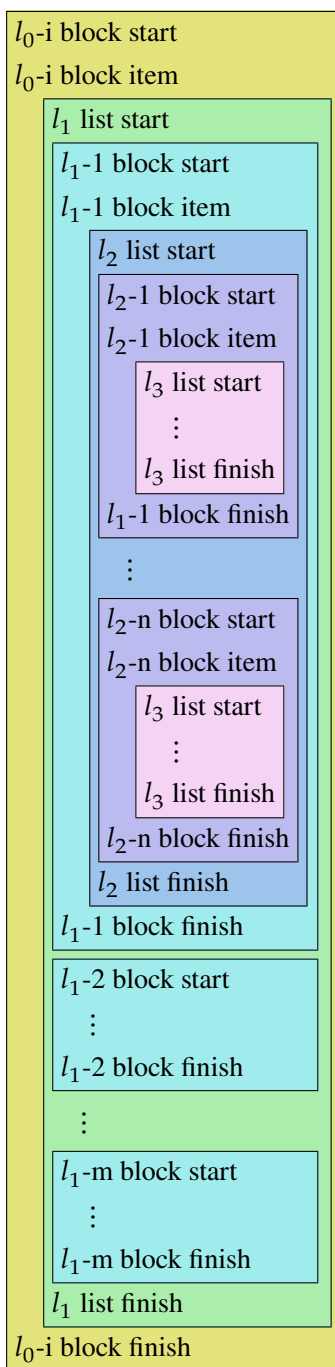 l₀-i block start
l₀-i block item
l₁ list start
l₁-1 block start
l₁-1 block item
l₂ list start
l₂-1 block start
l₂-1 block item
l₃ list start
⋮
l₃ list finish
l₁-1 block finish
⋮
l₂-n block start
l₂-n block item
l₃ list start
⋮
l₃ list finish
l₂-n block finish
l₂ list finish
l₁-1 block finish
l₁-2 block start
⋮
l₁-2 block finish
⋮
l₁-m block start
⋮
l₁-m block finish
l₁ list finish
l₀-i block finish